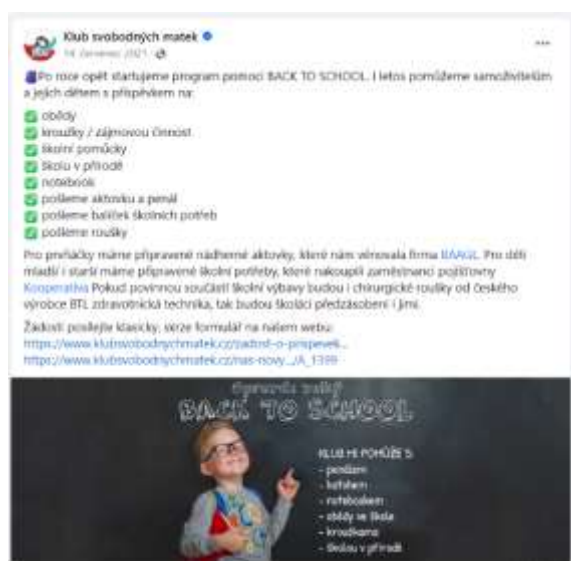 Klub svobodných matek
14. červenec 2021
Po roce opět startujeme program pomoci BACK TO SCHOOL. I letos pomůžeme samoživitelům
a jejich dětem s příspěvkem na:
obědy
kroužky / zájmovou činnost
školní pomůcky
školu v přírodě
notebook
pošleme aktovku a penál
pošleme balíček školních potřeb
pošleme roušky
Pro prvňáčky máme připravené nádherné aktovky, které nám věnovala firma BAAGL. Pro děti
mladší i starší máme připravené školní potřeby, které nakoupili zaměstnanci pojišťovny
Kooperativa Pokud povinnou součástí školní výbavy budou i chirurgické roušky od českého
výrobce BTL zdravotnická technika, tak budou školáci předzásobení i jimi.
Žádosti posílejte klasicky, skrze formulář na našem webu:
https://www.klubsvobodnychmatek.cz/zadost-o-prispevek...
https://www.klubsvobodnychmatek.cz/nas-novy.../A_1399
Opravdu velký
BACK TO SCHOOL
KLUB MI POMŮŽE S:
- penálem
- batohem
- notebookem
- obědy ve škole
- kroužkama
- školou v přírodě